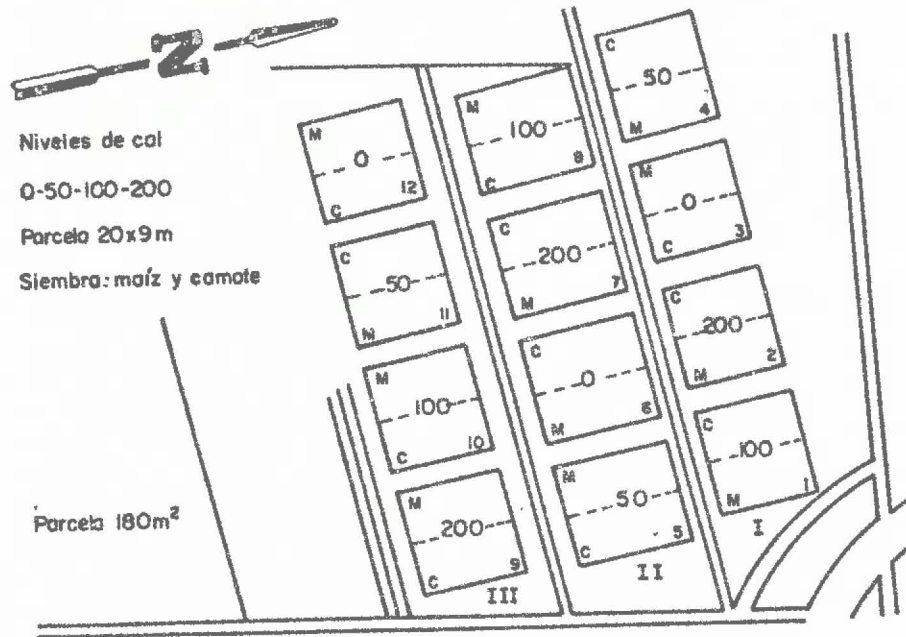 N
Niveles de cal
0-50-100-200
Parcela 20x9 m
Siembra: maíz y camote
Parcela 180m²
C
50
M
4
M
0
C
3
C
200
M
2
C
100
M
1
I
M
100
C
8
C
200
M
7
C
0
M
6
M
50
C
5
II
M
0
C
12
C
50
M
11
M
100
C
10
M
200
C
9
III